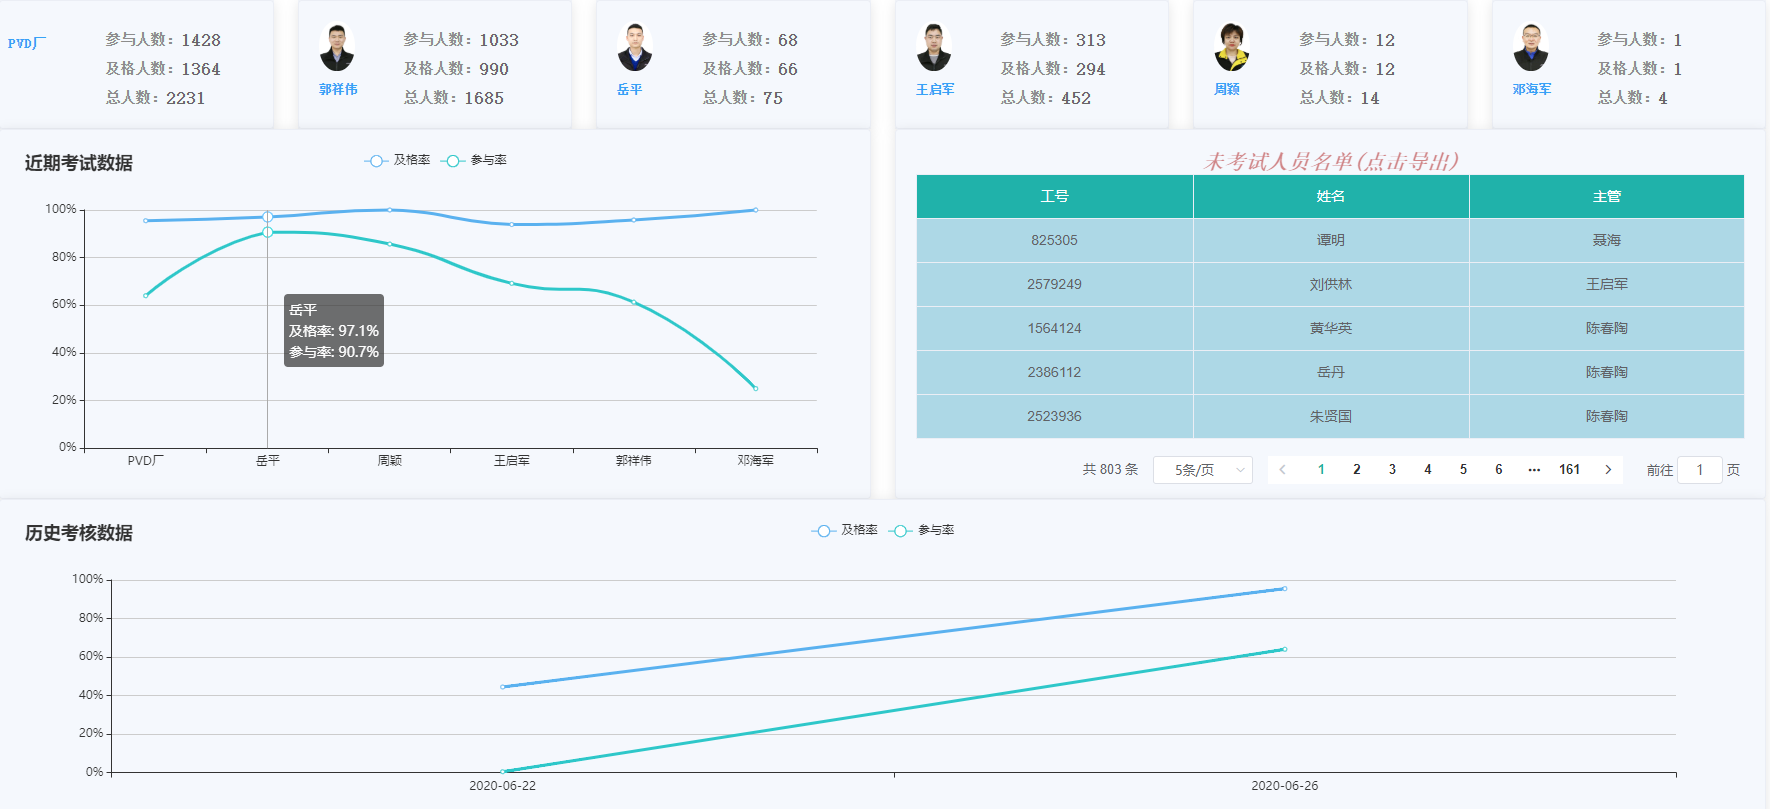 PVD厂
参与人数：1428
及格人数：1364
总人数：2231
郭祥伟
参与人数：1033
及格人数：990
总人数：1685
岳平
参与人数：68
及格人数：66
总人数：75
王启军
参与人数：313
及格人数：294
总人数：452
周颖
参与人数：12
及格人数：12
总人数：14
邓海军
参与人数：1
及格人数：1
总人数：4
近期考试数据
及格率 参与率
100%
80%
60%
40%
20%
0%
岳平
及格率: 97.1%
参与率: 90.7%
PVD厂 岳平 周颖 王启军 郭祥伟 邓海军
未考试人员名单(点击导出)
工号 姓名 主管
825305 谭明 聂海
2579249 刘供林 王启军
1564124 黄华英 陈春陶
2386112 岳丹 陈春陶
2523936 朱贤国 陈春陶
共 803 条 5条/页 1 2 3 4 5 6 ••• 161 前往 1 页
历史考核数据
及格率 参与率
100%
80%
60%
40%
20%
0%
2020-06-22 2020-06-26